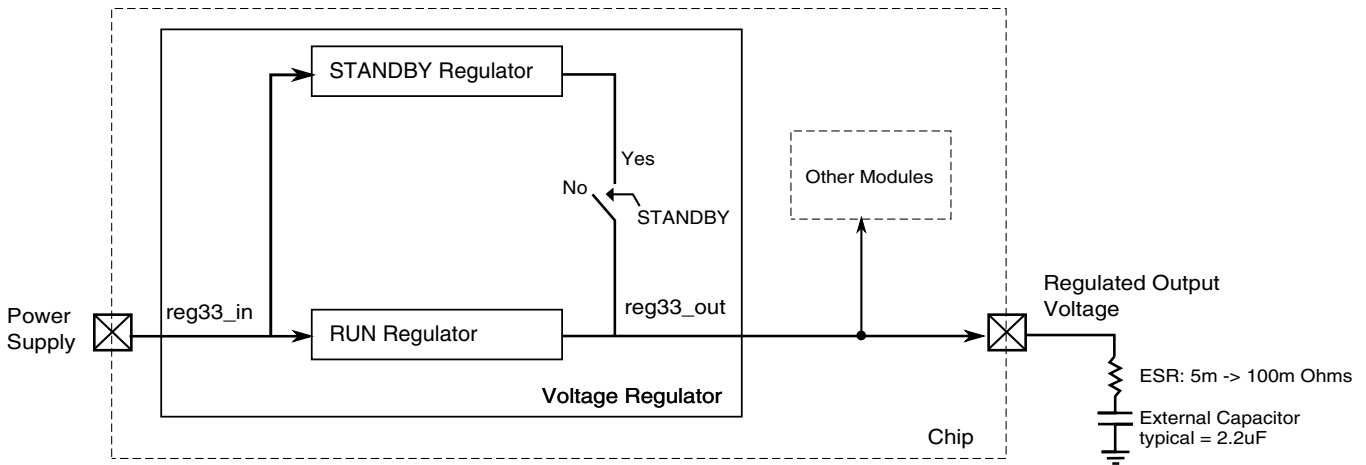 STANDBY Regulator
Yes
No
STANDBY
Other Modules
Power
Supply
reg33_in
RUN Regulator
reg33_out
Regulated Output
Voltage
Voltage Regulator
Chip
ESR: 5m -> 100m Ohms
External Capacitor
typical = 2.2uF